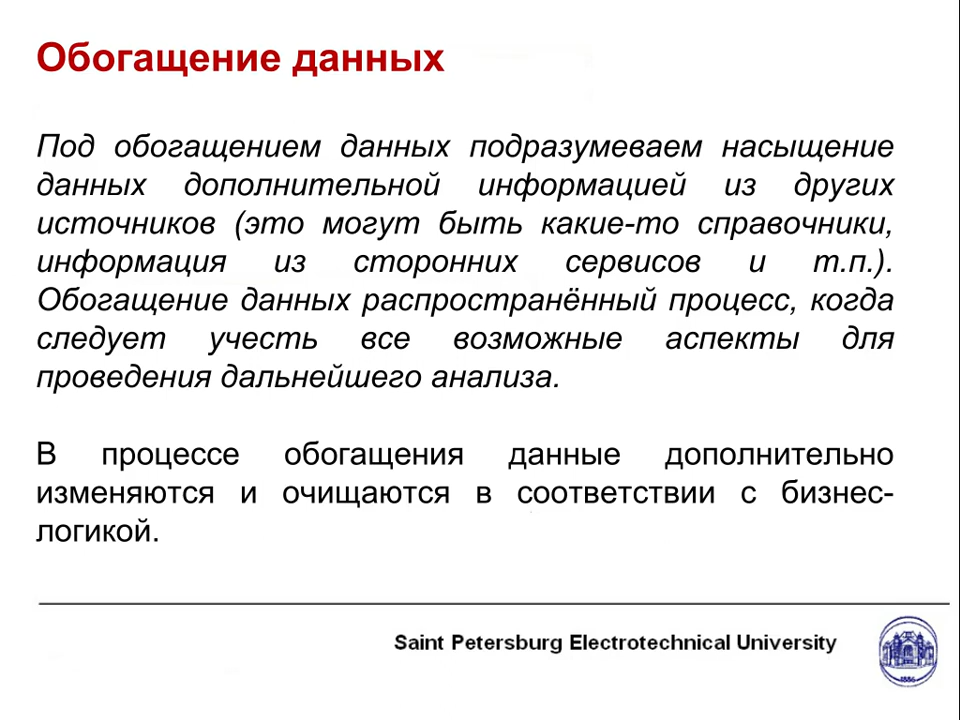 Обогащение данных
Под обогащением данных подразумеваем насыщение
данных дополнительной информацией из других
источников (это могут быть какие-то справочники,
информация из сторонних сервисов и т.п.).
Обогащение данных распространённый процесс, когда
следует учесть все возможные аспекты для
проведения дальнейшего анализа.
В процессе обогащения данные дополнительно
изменяются и очищаются в соответствии с бизнес-
логикой.
Saint Petersburg Electrotechnical University
1886